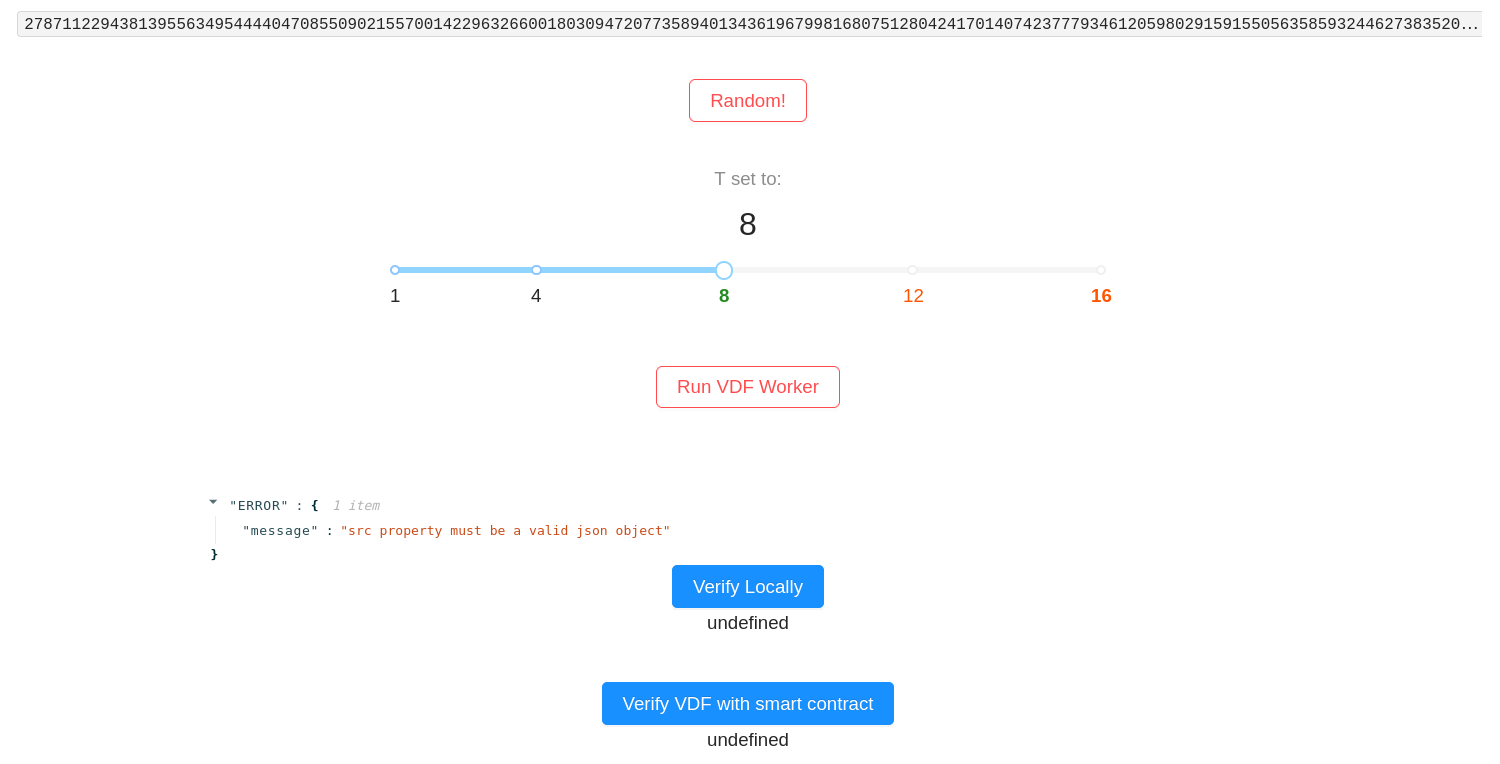 2787112294381395563495444404708550902155700142296326600180309472077358940134361967998168075128042417014074237779346120598029159155056358593244627383520...
Random!
T set to:
8
1 4 8 12 16
Run VDF Worker
"ERROR" : { 1 item
"message" : "src property must be a valid json object"
}
Verify Locally
undefined
Verify VDF with smart contract
undefined